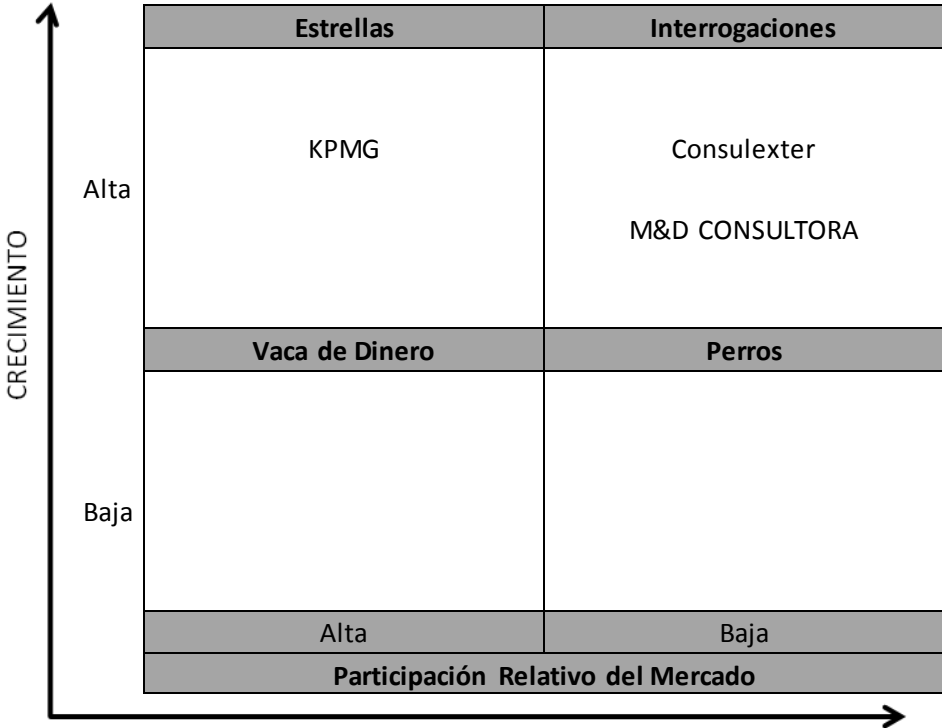 Estrellas
Interrogaciones
KPMG
Consulexter
Alta
M&D CONSULTORA
CRECIMIENTO
Vaca de Dinero
Perros
Baja
Alta
Baja
Participación Relativo del Mercado